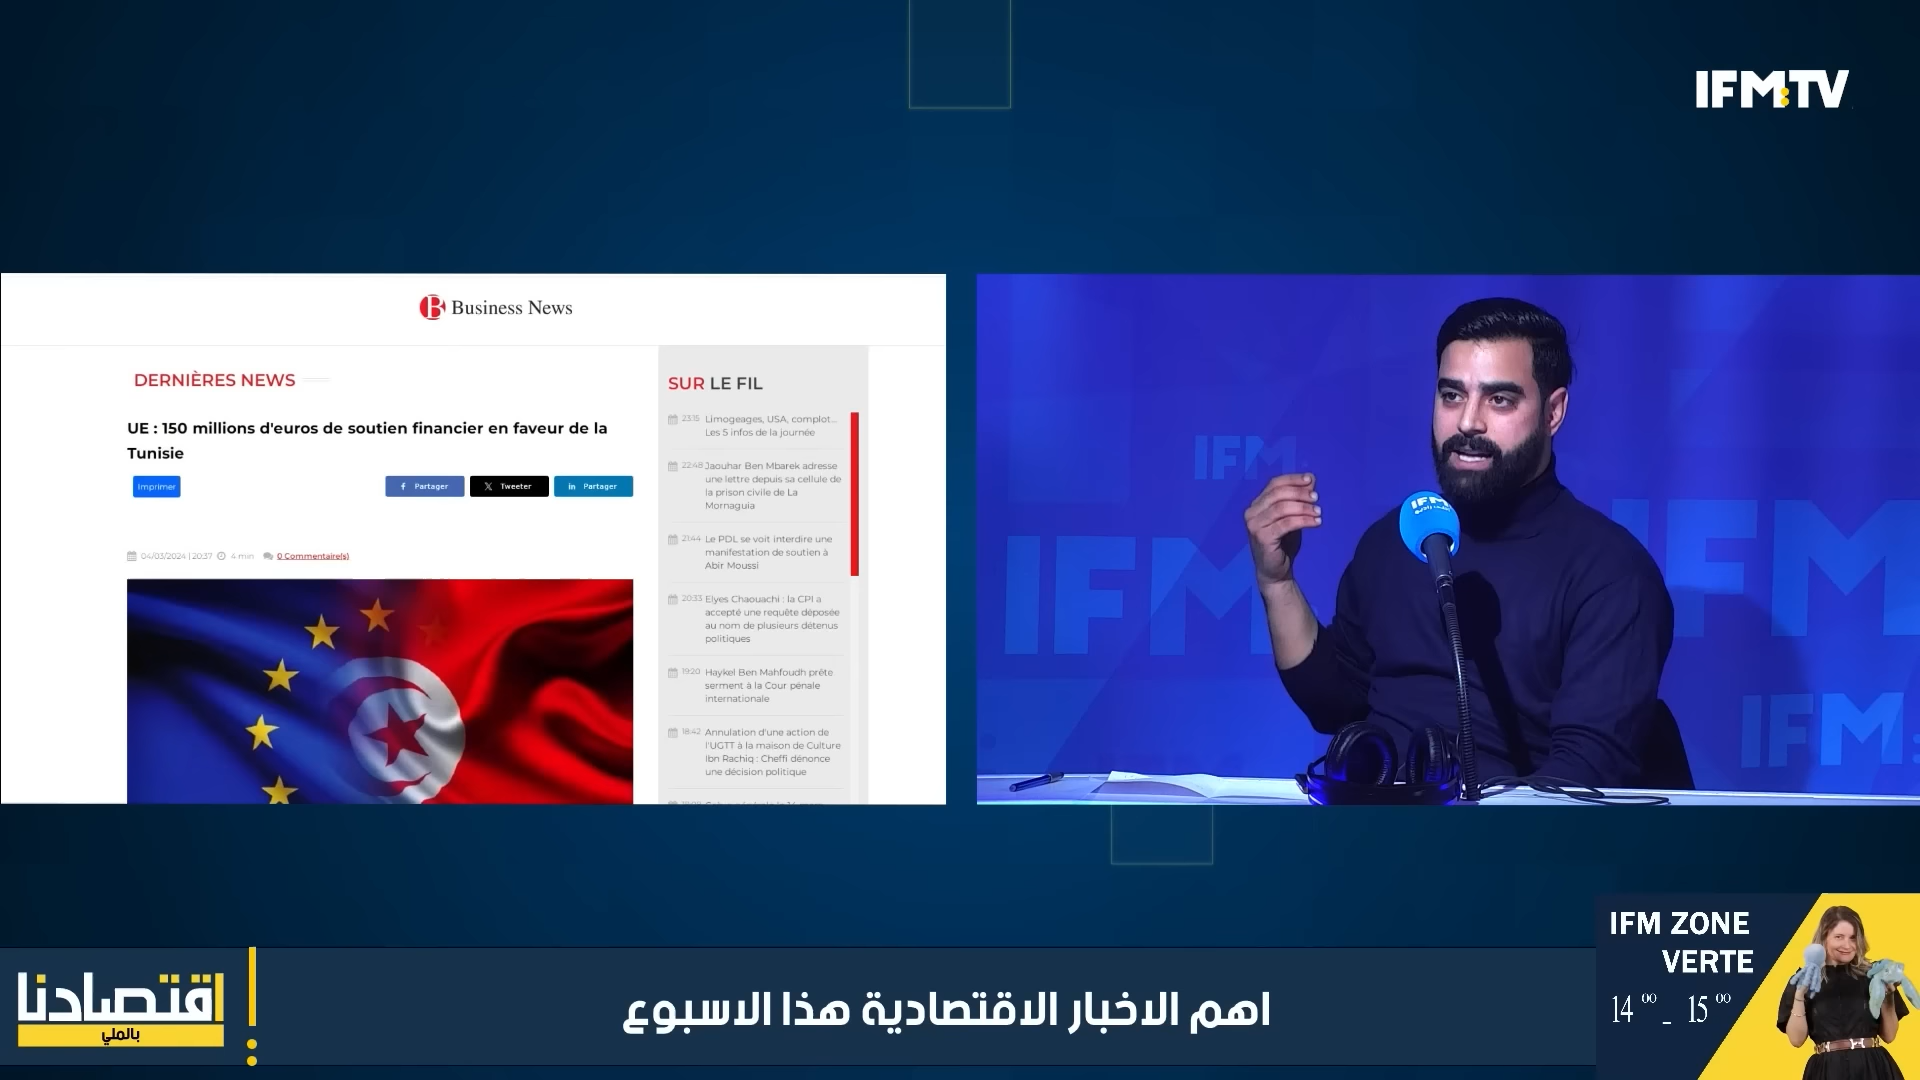 IFM:TV
Business News
DERNIÈRES NEWS
UE : 150 millions d'euros de soutien financier en faveur de la
Tunisie
Imprimer
Partager
Tweeter
Partager
04/03/2024 | 20:37
4 min
0 Commentaire(s)
SUR LE FIL
23:15 Limogeages, USA, complot...
Les 5 infos de la journée
22:48 Jaouhar Ben Mbarek adresse
une lettre depuis sa cellule de
la prison civile de La
Mornaguia
21:44 Le PDL se voit interdire une
manifestation de soutien à
Abir Moussi
20:33 Elyes Chaouachi : la CPI a
accepté une requête déposée
au nom de plusieurs détenus
politiques
19:20 Haykel Ben Mahfoudh prête
serment à la Cour pénale
internationale
18:42 Annulation d'une action de
l'UGTT à la maison de Culture
Ibn Rachiq : Cheffi dénonce
une décision politique
IFM
IFM
IFM
IFM
IFM
اقتصادنا
بالملي
اهم الاخبار الاقتصادية هذا الاسبوع
IFM ZONE
VERTE
14 00 _ 15 00